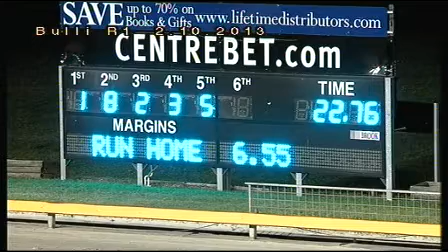 SAVE up to 70% on Books & Gifts www.lifetimedistributors.com
Bulli R1 2.10.2013
CENTREBET.com
1ST 2ND 3RD 4TH 5TH 6TH TIME
1 8 2 3 5 22.76
MARGINS
RUN HOME 6.55